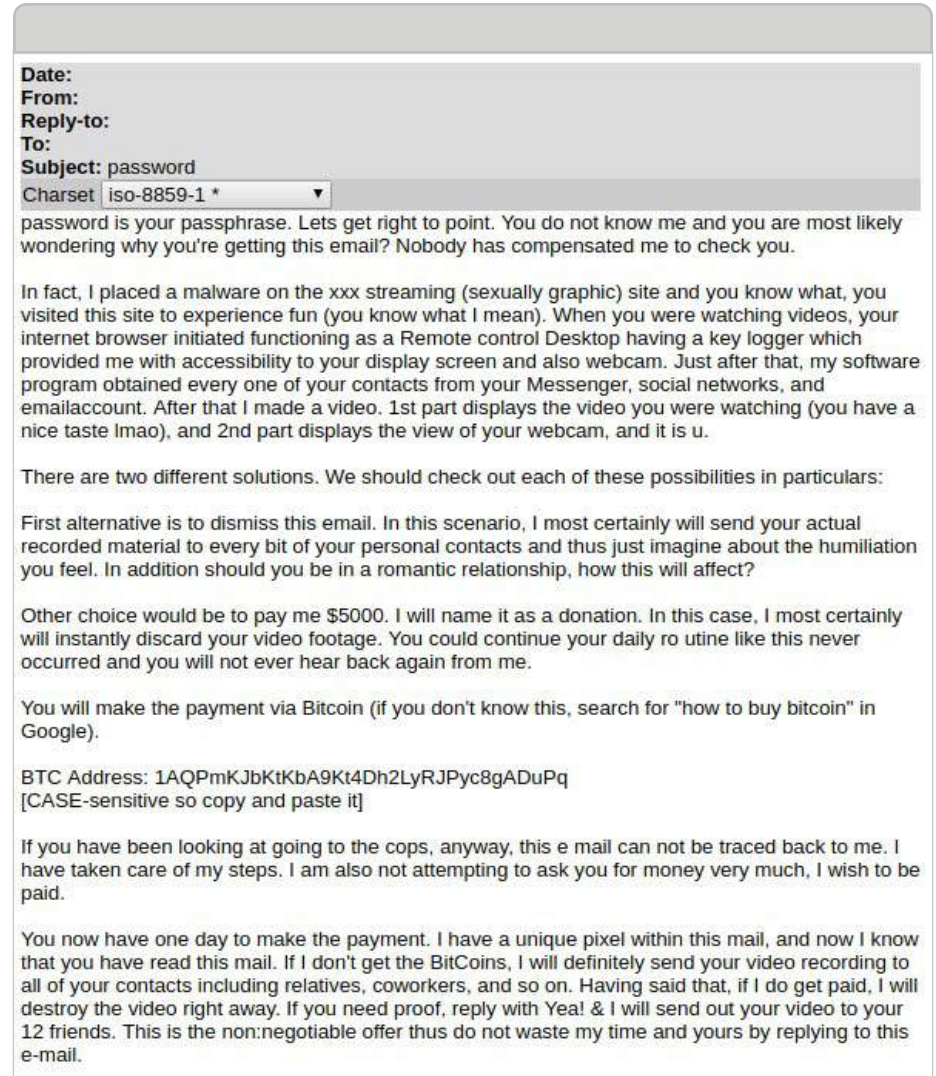 Date:
From:
Reply-to:
To:
Subject: password
Charset iso-8859-1 *
password is your passphrase. Lets get right to point. You do not know me and you are most likely
wondering why you're getting this email? Nobody has compensated me to check you.
In fact, I placed a malware on the xxx streaming (sexually graphic) site and you know what, you
visited this site to experience fun (you know what I mean). When you were watching videos, your
internet browser initiated functioning as a Remote control Desktop having a key logger which
provided me with accessibility to your display screen and also webcam. Just after that, my software
program obtained every one of your contacts from your Messenger, social networks, and
emailaccount. After that I made a video. 1st part displays the video you were watching (you have a
nice taste lmao), and 2nd part displays the view of your webcam, and it is u.
There are two different solutions. We should check out each of these possibilities in particulars:
First alternative is to dismiss this email. In this scenario, I most certainly will send your actual
recorded material to every bit of your personal contacts and thus just imagine about the humiliation
you feel. In addition should you be in a romantic relationship, how this will affect?
Other choice would be to pay me $5000. I will name it as a donation. In this case, I most certainly
will instantly discard your video footage. You could continue your daily ro utine like this never
occurred and you will not ever hear back again from me.
You will make the payment via Bitcoin (if you don't know this, search for "how to buy bitcoin" in
Google).
BTC Address: 1AQPmKJbKtKbA9Kt4Dh2LyRJPyc8gADuPq
[CASE-sensitive so copy and paste it]
If you have been looking at going to the cops, anyway, this e mail can not be traced back to me. I
have taken care of my steps. I am also not attempting to ask you for money very much, I wish to be
paid.
You now have one day to make the payment. I have a unique pixel within this mail, and now I know
that you have read this mail. If I don't get the BitCoins, I will definitely send your video recording to
all of your contacts including relatives, coworkers, and so on. Having said that, if I do get paid, I will
destroy the video right away. If you need proof, reply with Yea! & I will send out your video to your
12 friends. This is the non:negotiable offer thus do not waste my time and yours by replying to this
e-mail.